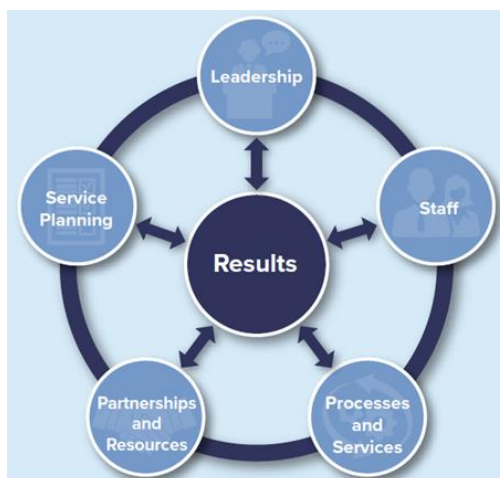 Leadership
Service
Planning
Staff
Results
Partnerships
and
Resources
Processes
and
Services